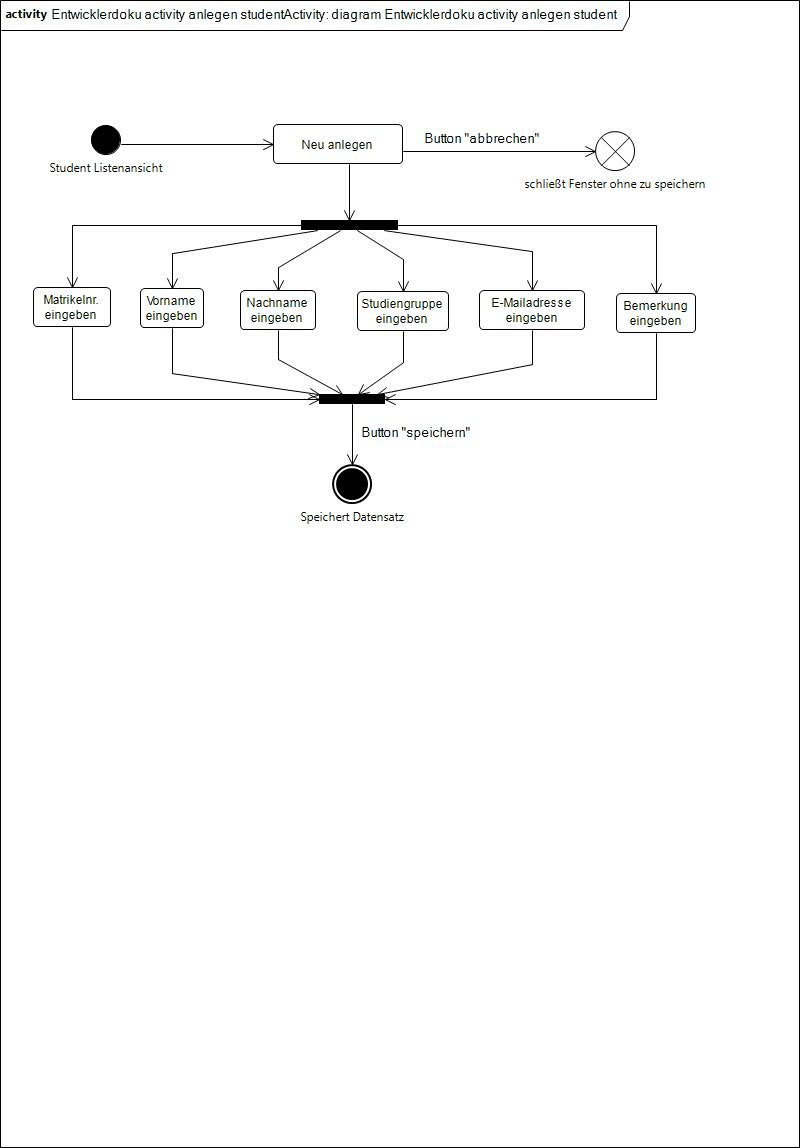 activity Entwicklerdoku activity anlegen studentActivity: diagram Entwicklerdoku activity anlegen student
Neu anlegen
Button "abbrechen"
Student Listenansicht
schließt Fenster ohne zu speichern
Matrikelnr.
eingeben
Vorname
eingeben
Nachname
eingeben
Studiengruppe
eingeben
E-Mailadresse
eingeben
Bemerkung
eingeben
Button "speichern"
Speichert Datensatz